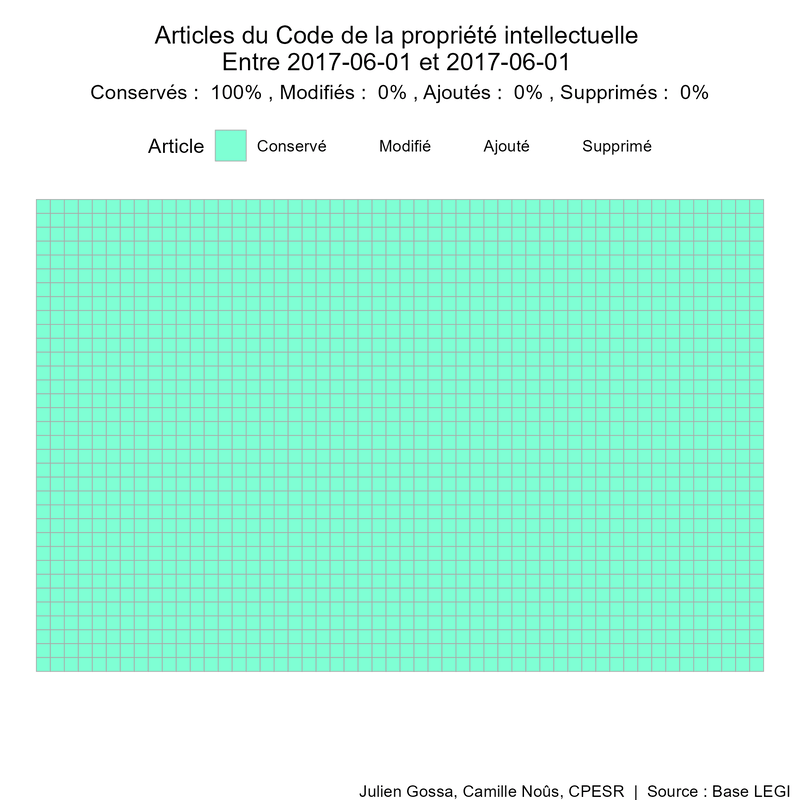 Articles du Code de la propriété intellectuelle
Entre 2017-06-01 et 2017-06-01
Conservés :  100% , Modifiés :  0% , Ajoutés :  0% , Supprimés :  0%
Article Conservé Modifié Ajouté Supprimé
Julien Gossa, Camille Noûs, CPESR | Source : Base LEGI